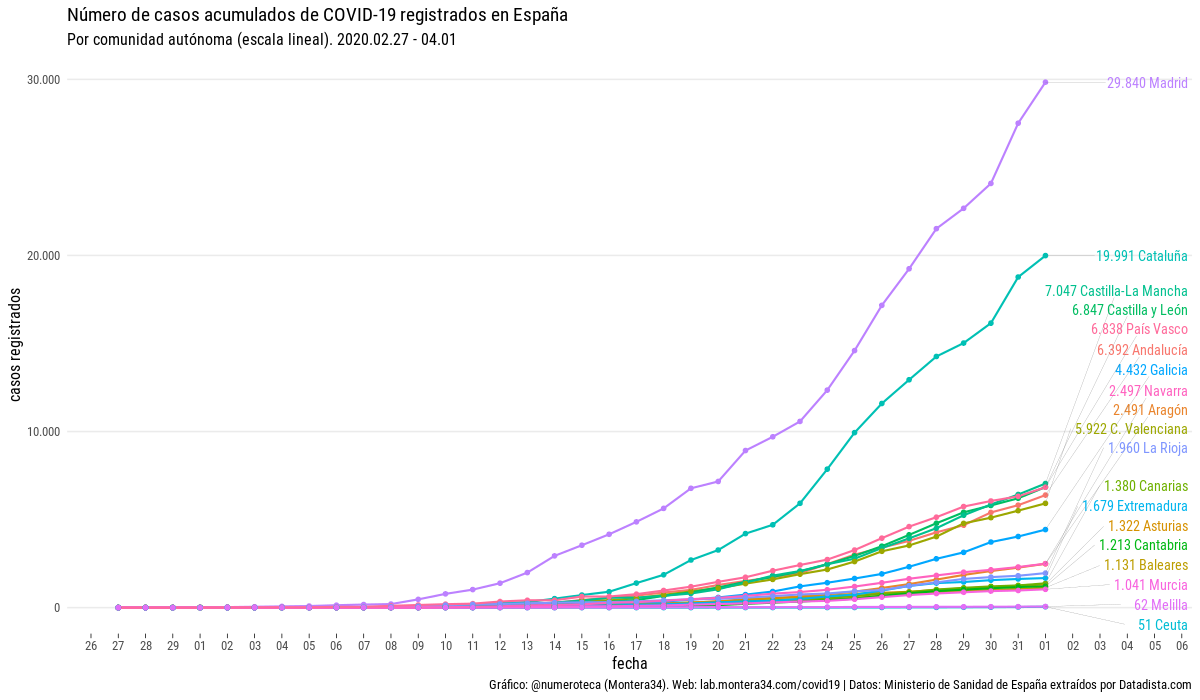 Número de casos acumulados de COVID-19 registrados en España
Por comunidad autónoma (escala lineal). 2020.02.27 - 04.01
casos registrados
30.000
20.000
10.000
0
29.840 Madrid
19.991 Cataluña
7.047 Castilla-La Mancha
6.847 Castilla y León
6.838 País Vasco
6.392 Andalucía
4.432 Galicia
2.497 Navarra
2.491 Aragón
5.922 C. Valenciana
1.960 La Rioja
1.380 Canarias
1.679 Extremadura
1.322 Asturias
1.213 Cantabria
1.131 Baleares
1.041 Murcia
62 Melilla
51 Ceuta
26 27 28 29 01 02 03 04 05 06 07 08 09 10 11 12 13 14 15 16 17 18 19 20 21 22 23 24 25 26 27 28 29 30 31 01 02 03 04 05 06
fecha
Gráfico: @numeroteca (Montera34). Web: lab.montera34.com/covid19 | Datos: Ministerio de Sanidad de España extraídos por Datadista.com